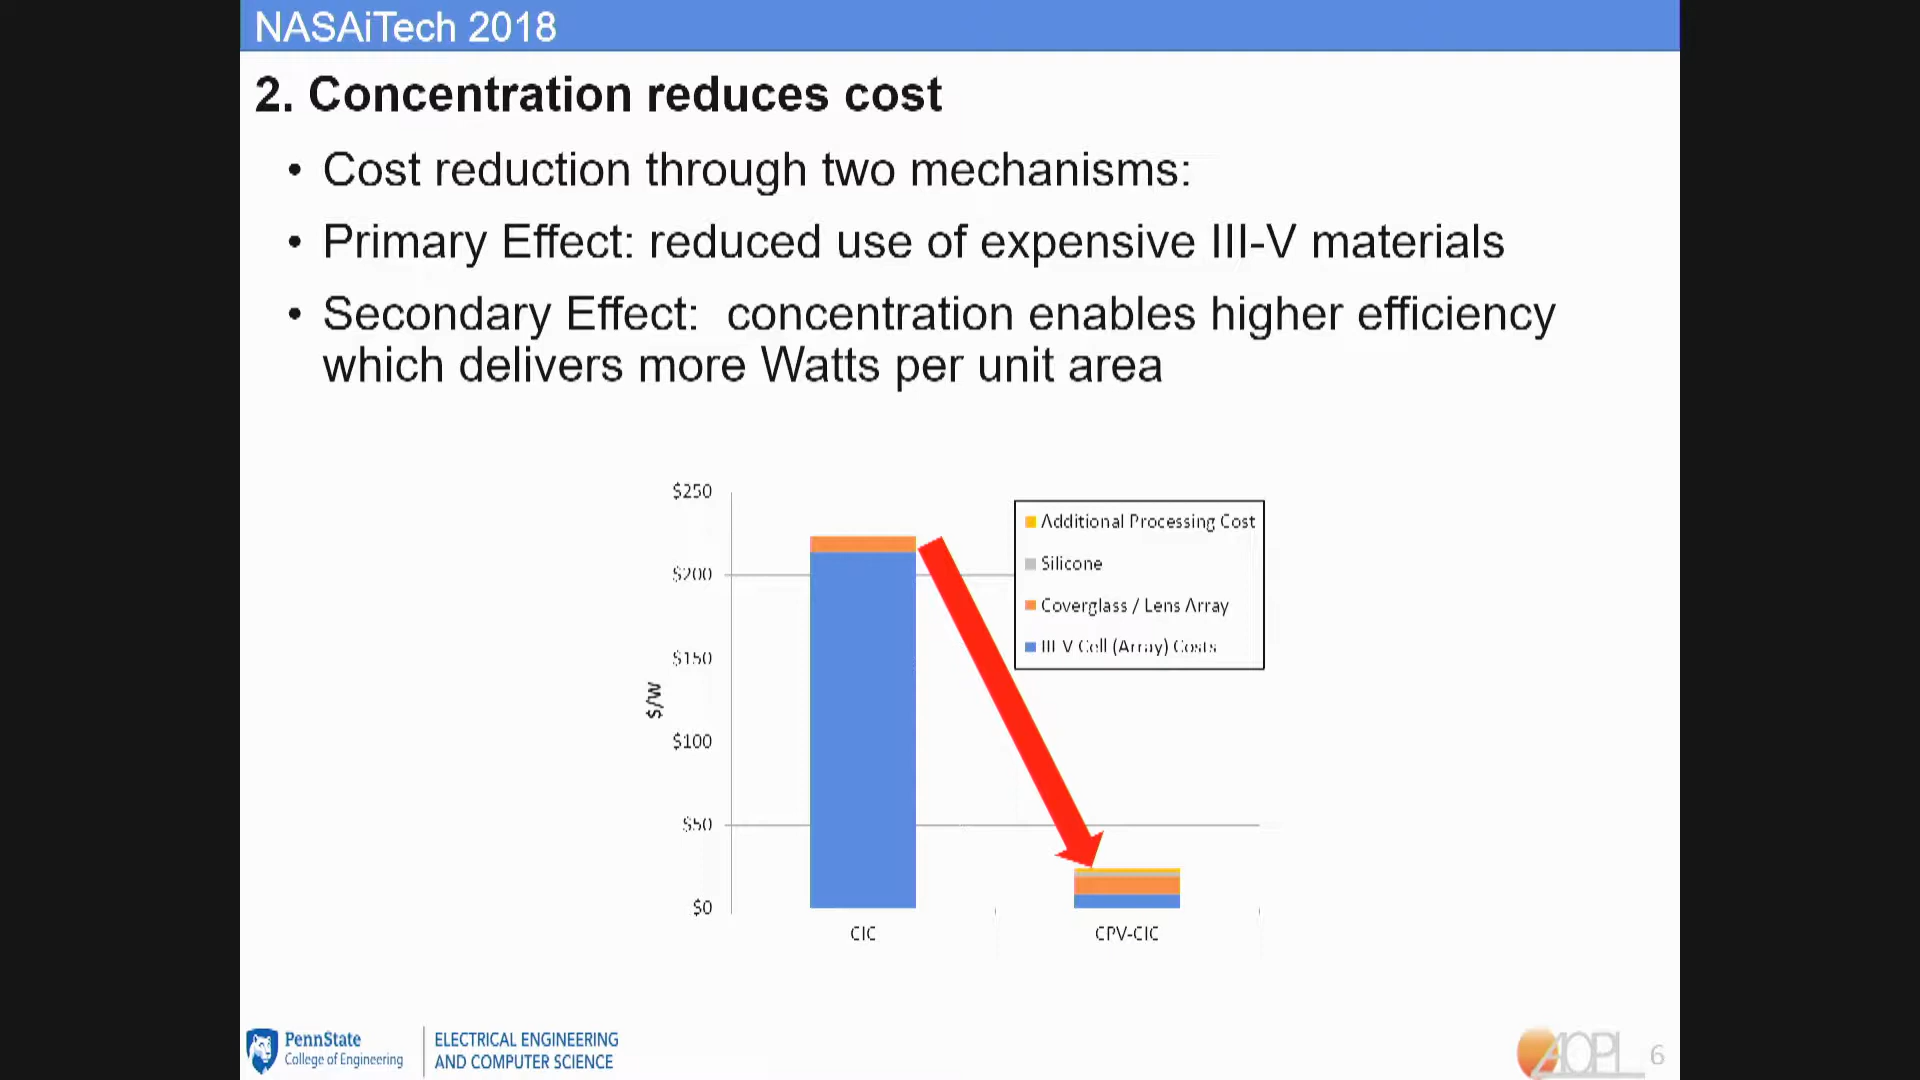 NASAiTech 2018
2. Concentration reduces cost
• Cost reduction through two mechanisms:
• Primary Effect: reduced use of expensive III-V materials
• Secondary Effect: concentration enables higher efficiency
which delivers more Watts per unit area
$250
$200
$150
$100
$50
$0
$/W
Additional Processing Cost
Silicone
Coverglass / Lens Array
III V Cell (Array) Costs
CIC
CPV-CIC
PennState
College of Engineering
ELECTRICAL ENGINEERING
AND COMPUTER SCIENCE
AOPL
6